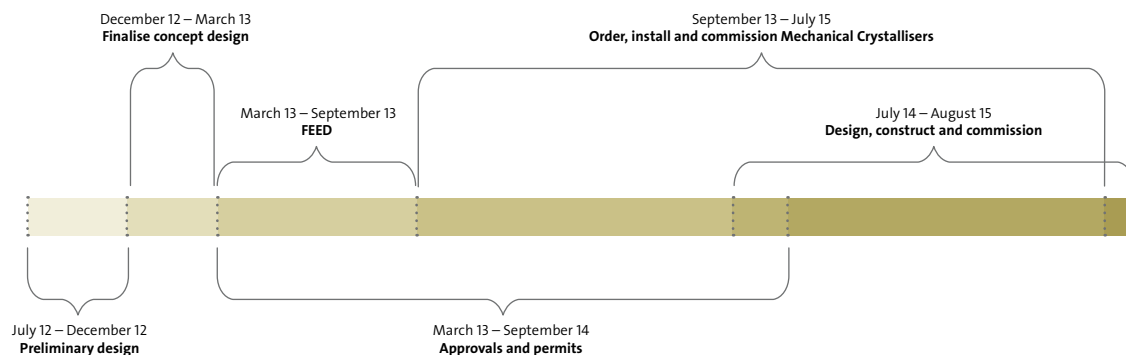 December 12 – March 13
Finalise concept design
September 13 – July 15
Order, install and commission Mechanical Crystallisers
March 13 – September 13
FEED
July 14 – August 15
Design, construct and commission
July 12 – December 12
Preliminary design
March 13 – September 14
Approvals and permits